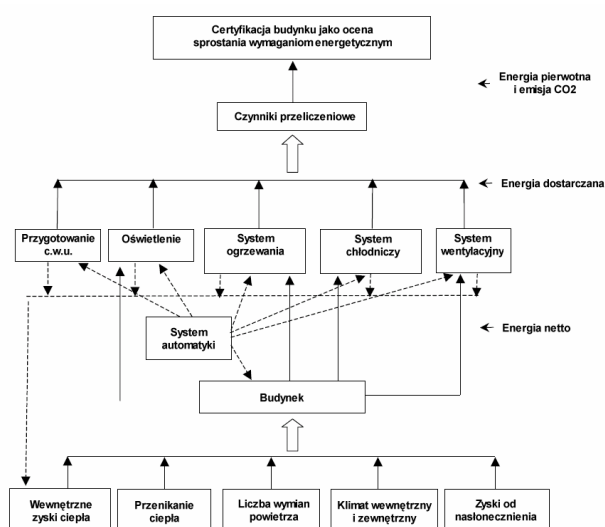 Certyfikacja budynku jako ocena
sprostania wymaganiom energetycznym
Energia pierwotna
i emisja CO2
Czynniki przeliczeniowe
Energia dostarczana
Przygotowanie
c.w.u.
Oświetlenie
System
ogrzewania
System
chłodniczy
System
wentylacyjny
System
automatyki
Energia netto
Budynek
Wewnętrzne
zyski ciepła
Przenikanie
ciepła
Liczba wymian
powietrza
Klimat wewnętrzny
i zewnętrzny
Zyski od
nasłonecznienia